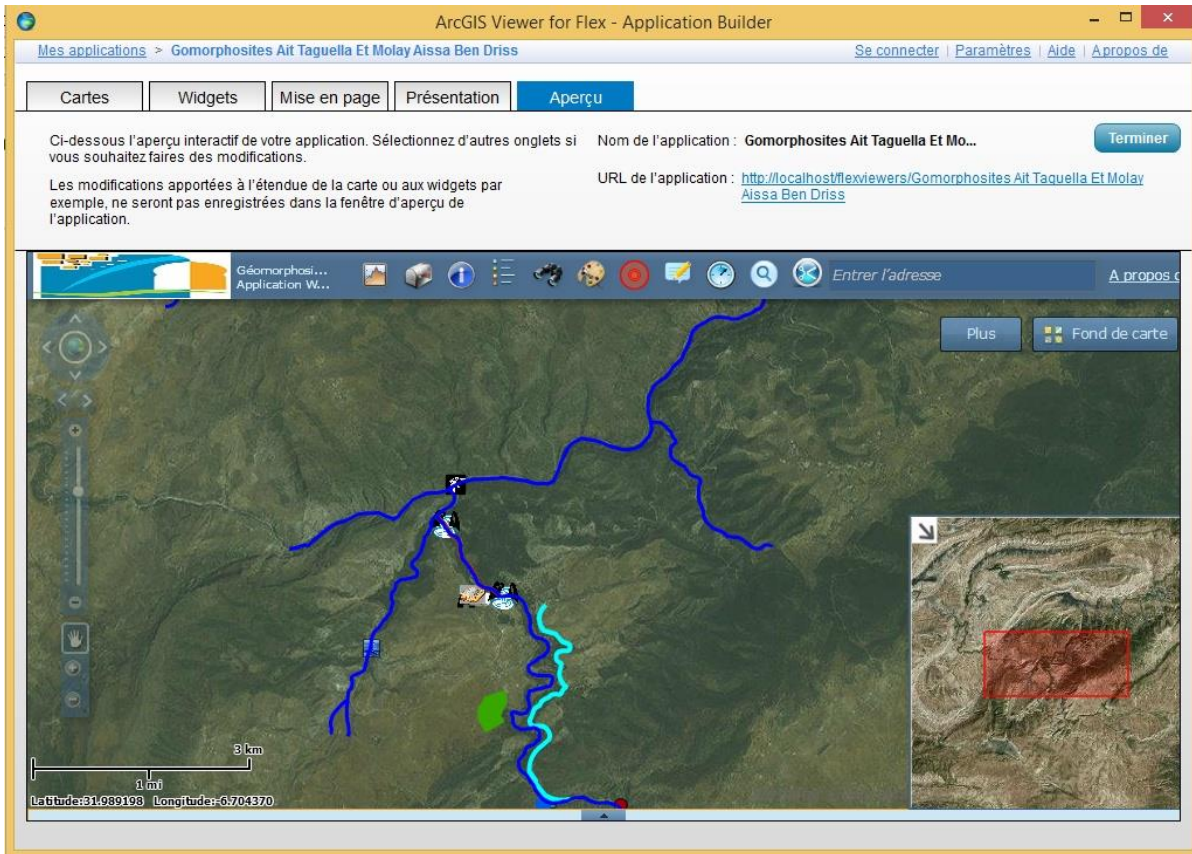 ArcGIS Viewer for Flex - Application Builder
Mes applications > Gomorphosites Ait Taguella Et Molay Aissa Ben Driss
Se connecter | Paramètres | Aide | A propos de
Cartes
Widgets
Mise en page
Présentation
Aperçu
Ci-dessous l'aperçu interactif de votre application. Sélectionnez d'autres onglets si
vous souhaitez faires des modifications.
Les modifications apportées à l'étendue de la carte ou aux widgets par
exemple, ne seront pas enregistrées dans la fenêtre d'aperçu de
l'application.
Nom de l'application : Gomorphosites Ait Taguella Et Mo...
Terminer
URL de l'application : http://localhost/flexviewers/Gomorphosites Ait Taguella Et Molay
Aissa Ben Driss
Géomorphosi...
Application W...
Entrer l'adresse
A propos d
Plus
Fond de carte
3 km
1 mi
Latitude:31.989198 Longitude:-6.704370